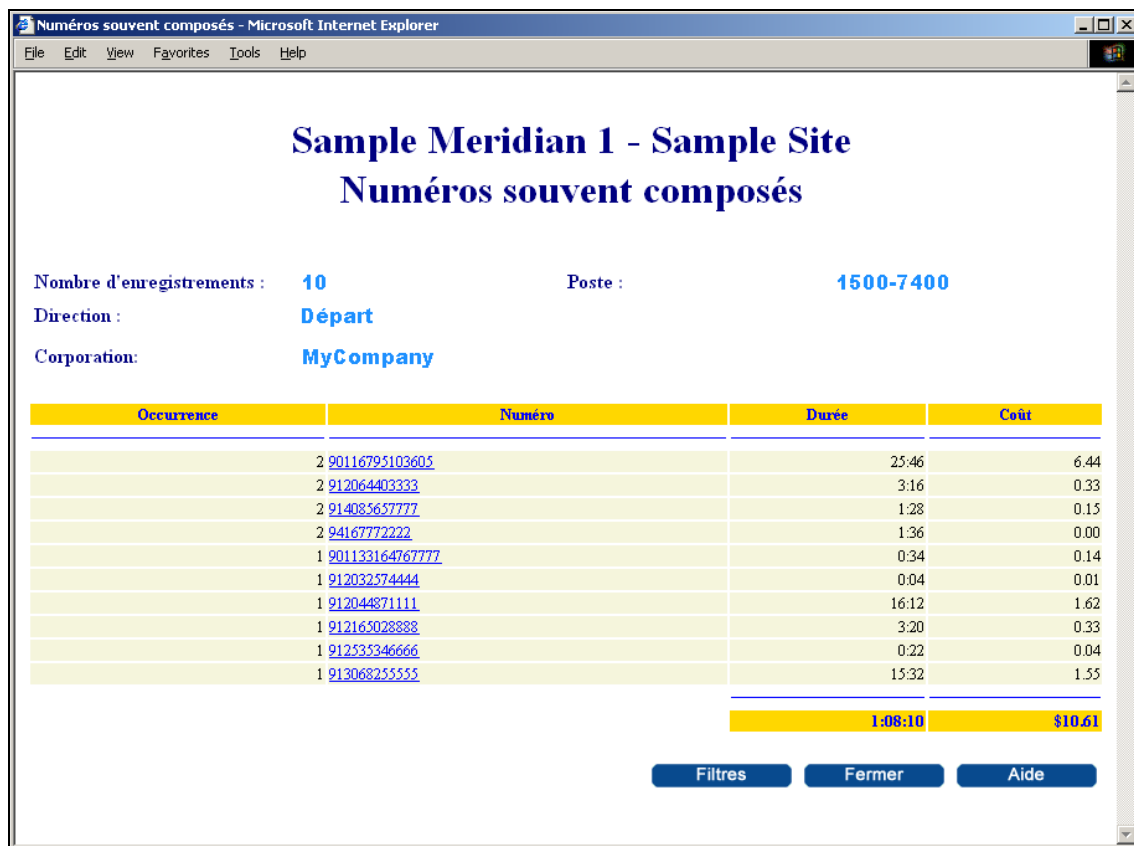 Numéros souvent composés - Microsoft Internet Explorer
File Edit View Favorites Tools Help
Sample Meridian 1 - Sample Site
Numéros souvent composés
Nombre d'enregistrements : 10 Poste : 1500-7400
Direction : Départ
Corporation: MyCompany
Occurrence Numéro Durée Coût
2 90116795103605 25:46 6.44
2 912064403333 3:16 0.33
2 914085657777 1:28 0.15
2 94167772222 1:36 0.00
1 901133164767777 0:34 0.14
1 912032574444 0:04 0.01
1 912044871111 16:12 1.62
1 912165028888 3:20 0.33
1 912535346666 0:22 0.04
1 913068255555 15:32 1.55
1:08:10 $10.61
Filtres Fermer Aide